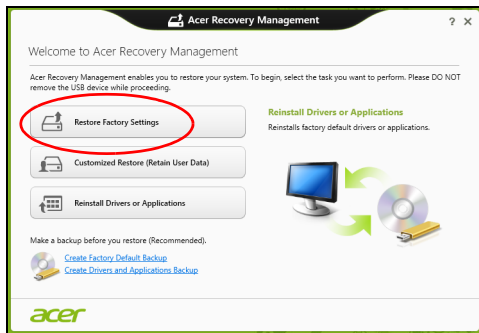 Acer Recovery Management
? ×
Welcome to Acer Recovery Management
Acer Recovery Management enables you to restore your system. To begin, select the task you want to perform. Please DO NOT
remove the USB device while proceeding.
Restore Factory Settings
Customized Restore (Retain User Data)
Reinstall Drivers or Applications
Reinstall Drivers or Applications
Reinstalls factory default drivers or applications.
Make a backup before you restore (Recommended).
Create Factory Default Backup
Create Drivers and Applications Backup
acer